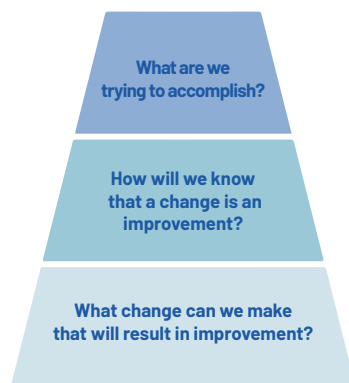 What are we
trying to accomplish?
How will we know
that a change is an
improvement?
What change can we make
that will result in improvement?